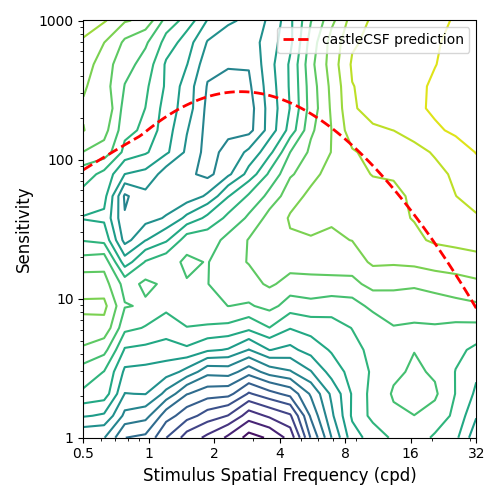 1000
castleCSF prediction
100
Sensitivity
10
1
0.5 1 2 4 8 16 32
Stimulus Spatial Frequency (cpd)